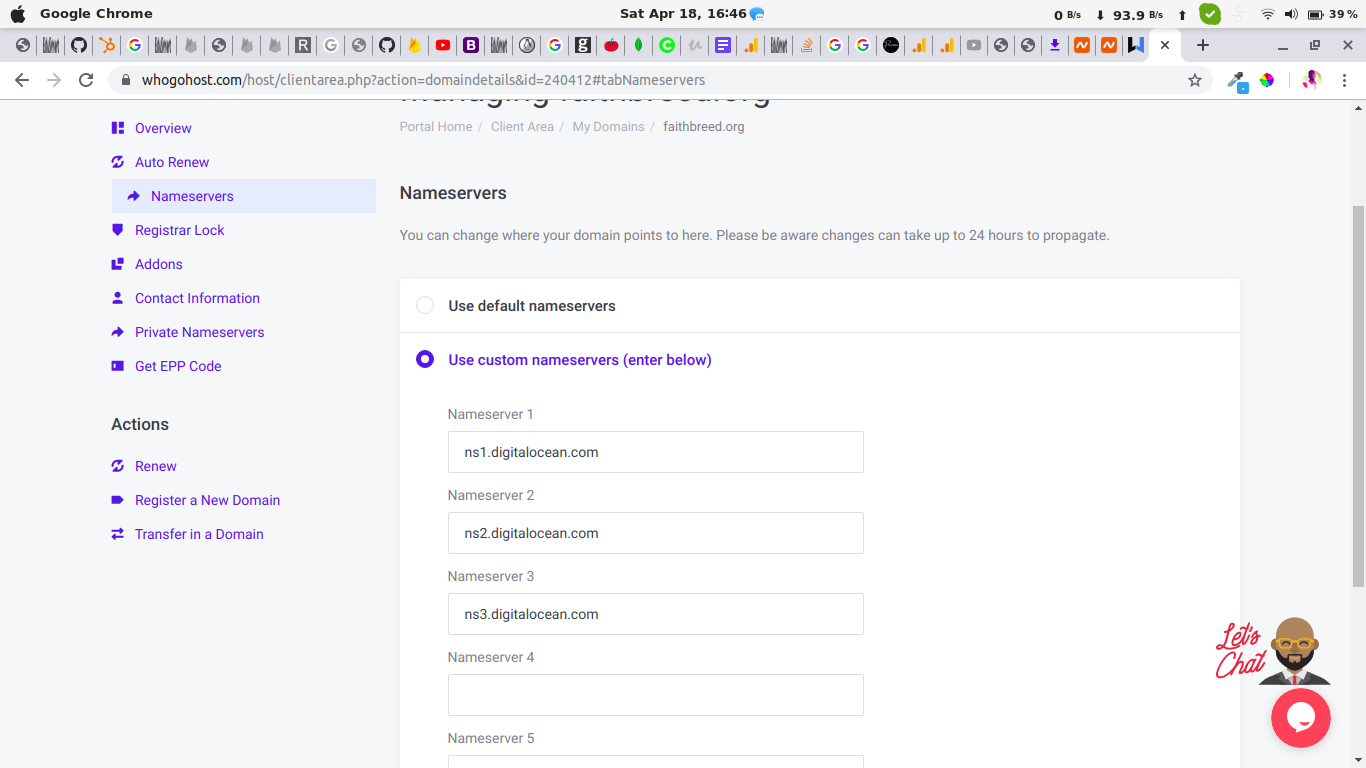 Google Chrome
Sat Apr 18, 16:46
0 B/s
93.9 B/s
39 %
whogohost.com/host/clientarea.php?action=domaindetails&id=240412#tabNameservers
Managing faithbreed.org
Portal Home / Client Area / My Domains / faithbreed.org
Overview
Auto Renew
Nameservers
Registrar Lock
Addons
Contact Information
Private Nameservers
Get EPP Code
Actions
Renew
Register a New Domain
Transfer in a Domain
Nameservers
You can change where your domain points to here. Please be aware changes can take up to 24 hours to propagate.
Use default nameservers
Use custom nameservers (enter below)
Nameserver 1
ns1.digitalocean.com
Nameserver 2
ns2.digitalocean.com
Nameserver 3
ns3.digitalocean.com
Nameserver 4
Nameserver 5
Let's
Chat